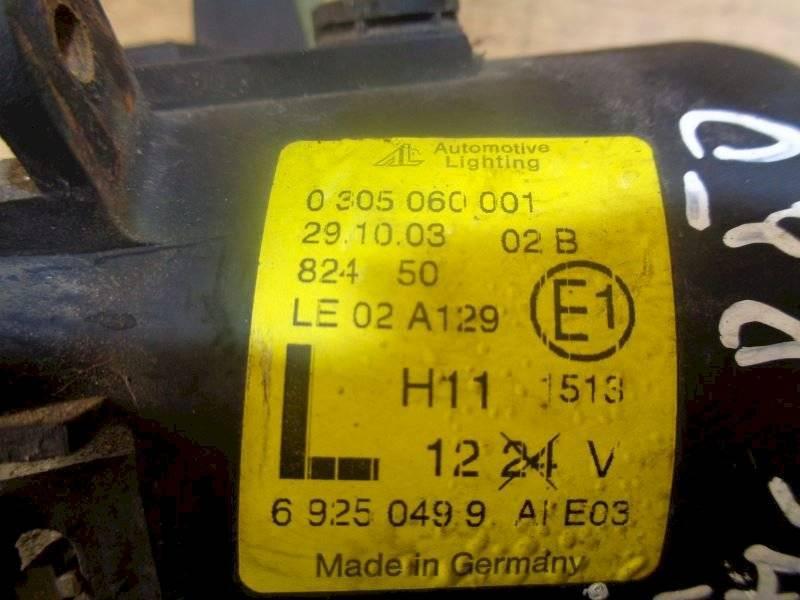 AL Automotive
Lighting
0 305 060 001
29.10.03 02 B
824 50
LE 02 A129 E1
L H11 1513
12 24 V
6 925 049 9 AI E03
Made in Germany